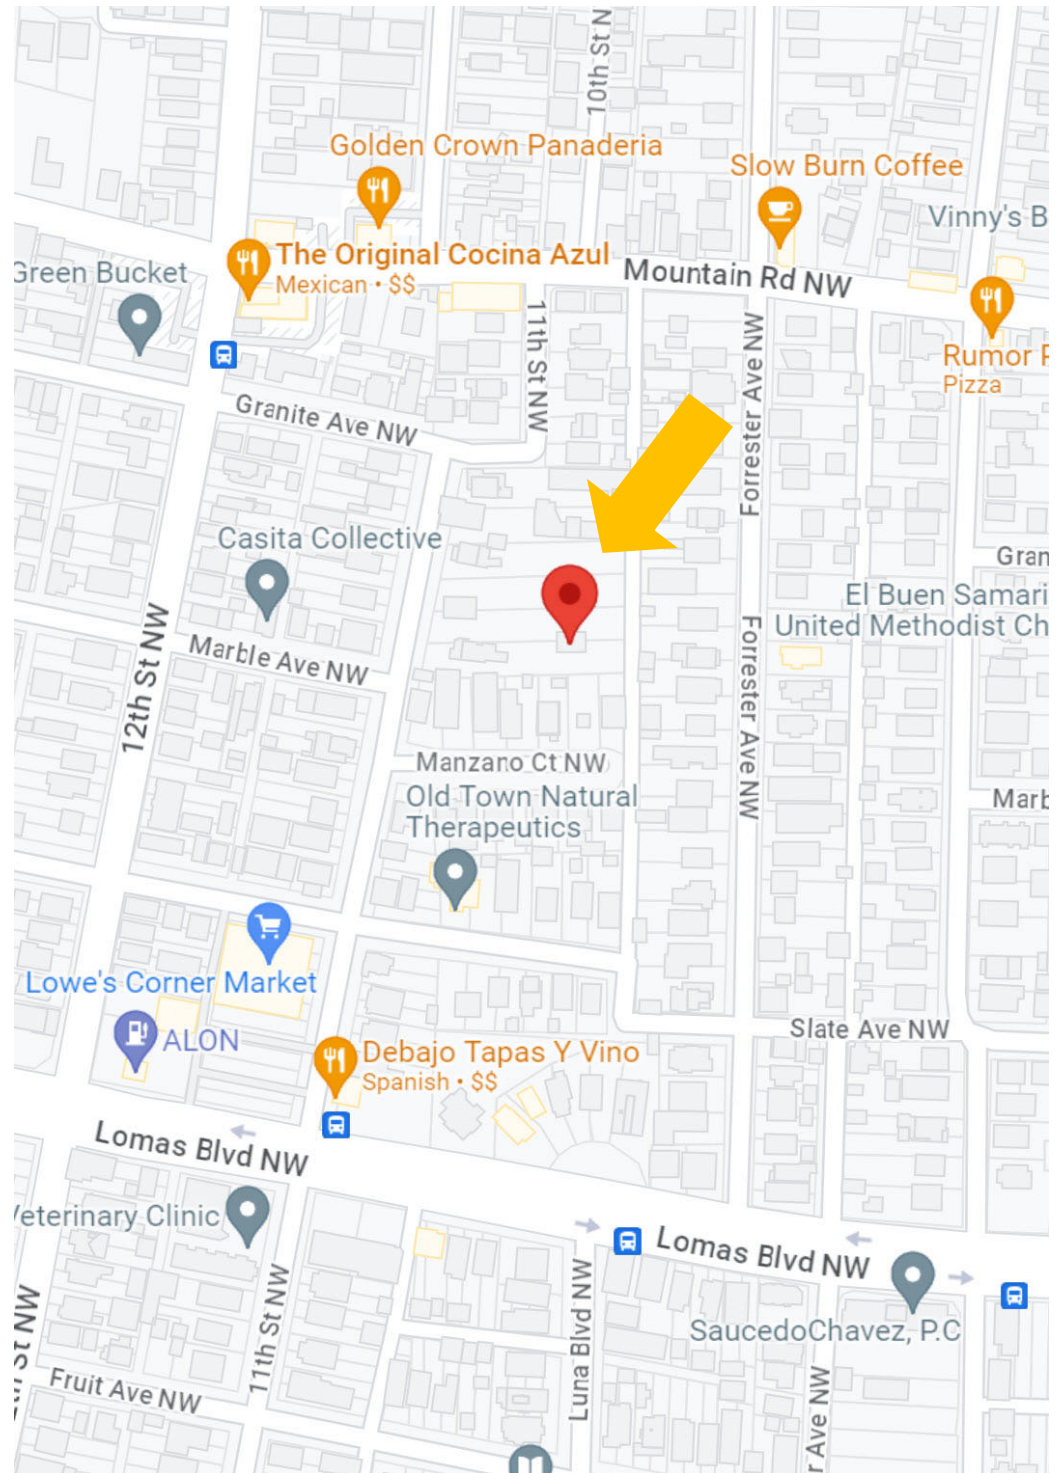 10th St N
Golden Crown Panaderia
Slow Burn Coffee
Vinny's B
The Original Cocina Azul
Mexican • $$
Green Bucket
Mountain Rd NW
11th St NW
Forrester Ave NW
Rumor P
Pizza
Granite Ave NW
Casita Collective
Gran
El Buen Samari
United Methodist Ch
Marble Ave NW
12th St NW
Forrester Ave NW
Manzano Ct NW
Old Town Natural
Therapeutics
Marb
Lowe's Corner Market
ALON
Slate Ave NW
Debajo Tapas Y Vino
Spanish • $$
Lomas Blvd NW
Veterinary Clinic
Lomas Blvd NW
11th St NW
Luna Blvd NW
SaucedoChavez, P.C
St NW
Fruit Ave NW
r Ave NW